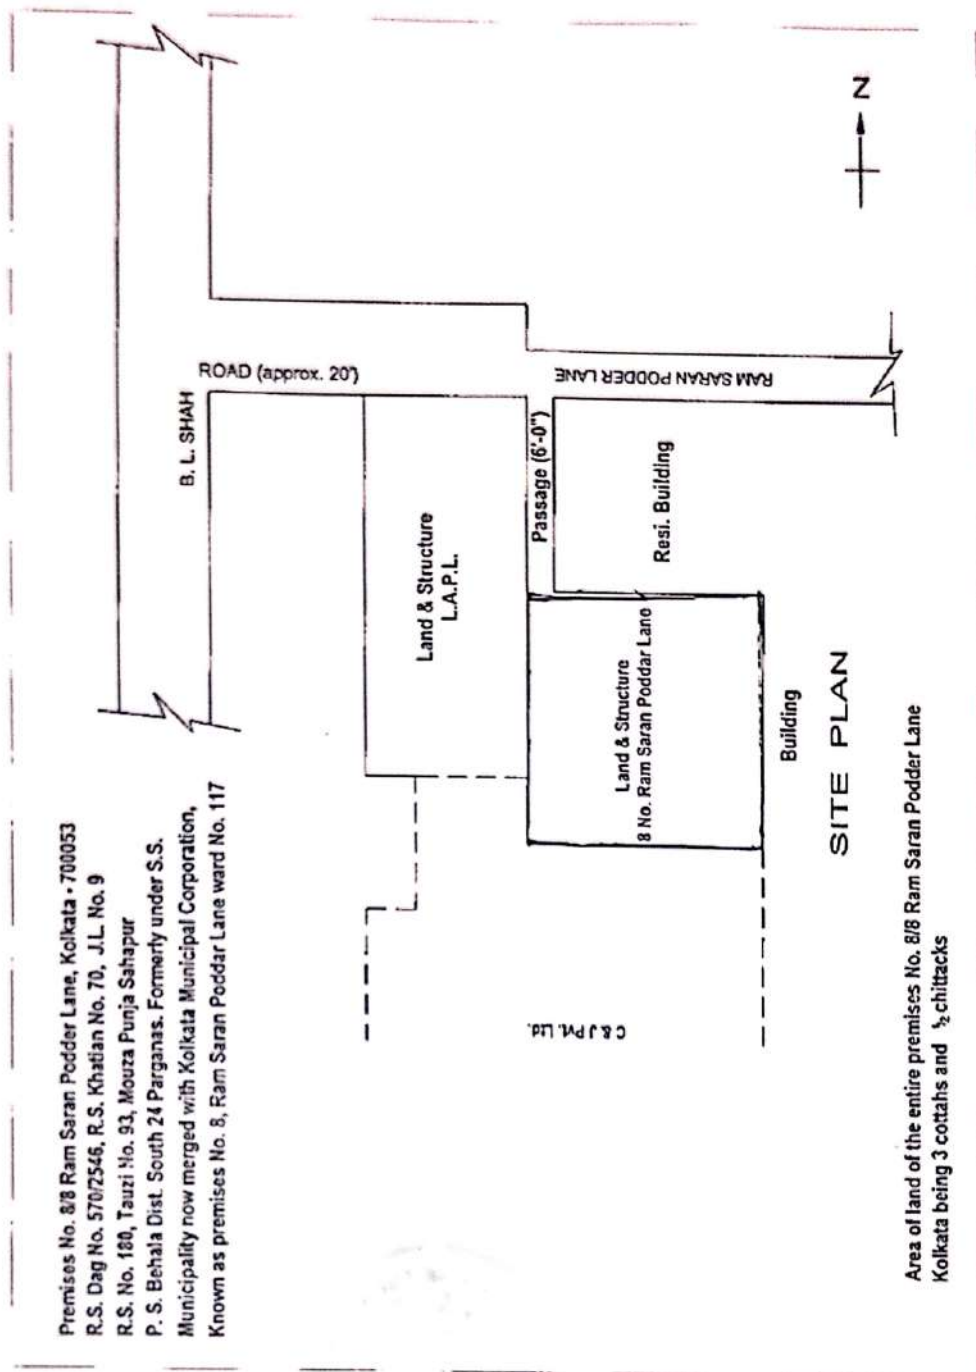 Premises No. 8/8 Ram Saran Podder Lane, Kolkata - 700053
R.S. Dag No. 570/2546, R.S. Khatian No. 70, J.L. No. 9
R.S. No. 180, Tauzi No. 93, Mouza Punja Sahapur
P. S. Behala Dist. South 24 Parganas. Formerly under S.S.
Municipality now merged with Kolkata Municipal Corporation,
Known as premises No. 8, Ram Saran Poddar Lane ward No. 117
B. L. SHAH
ROAD (approx. 20')
N
Land & Structure
L.A.P.L.
Passage (6'-0")
RAM SARAN PODDER LANE
Resi. Building
Land & Structure
8 No. Ram Saran Poddar Lane
C & J Pvt. Ltd.
Building
SITE PLAN
Area of land of the entire premises No. 8/8 Ram Saran Podder Lane
Kolkata being 3 cottahs and ½ chittacks